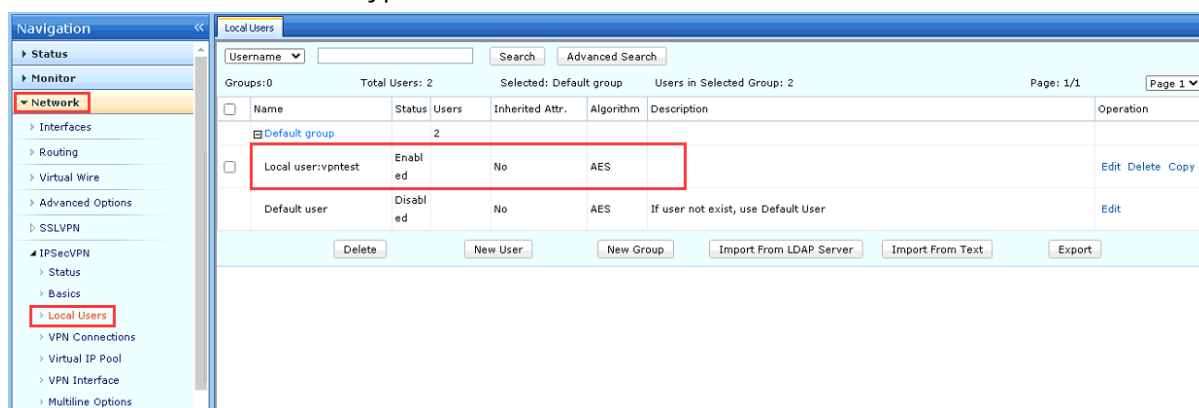 Navigation «
Status
Monitor
Network
Interfaces
Routing
Virtual Wire
Advanced Options
SSLVPN
IPSecVPN
Status
Basics
Local Users
VPN Connections
Virtual IP Pool
VPN Interface
Multiline Options
Local Users
Username Search Advanced Search
Groups:0 Total Users: 2 Selected: Default group Users in Selected Group: 2 Page: 1/1 Page 1
Name Status Users Inherited Attr. Algorithm Description Operation
Default group 2
Local user:vpntest Enabl
ed No AES Edit Delete Copy
Default user Disabl
ed No AES If user not exist, use Default User Edit
Delete New User New Group Import From LDAP Server Import From Text Export